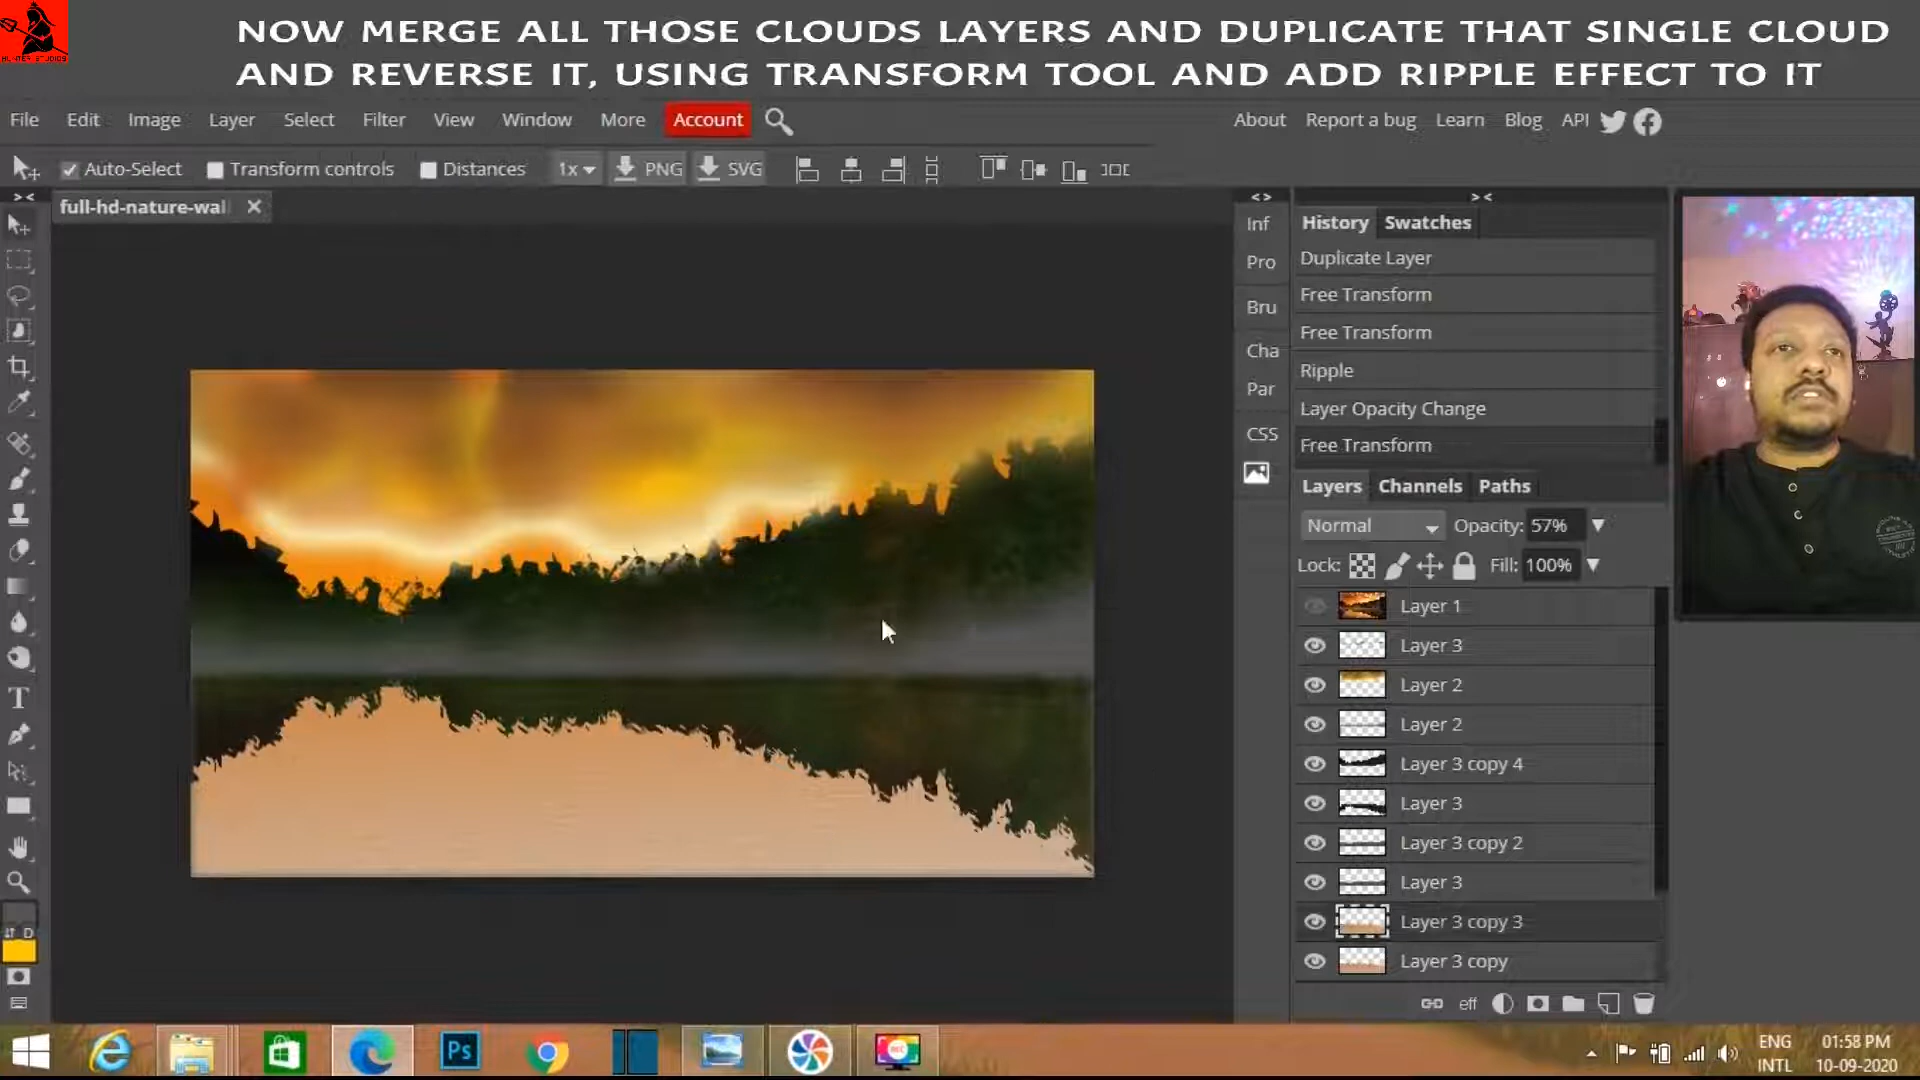 NOW MERGE ALL THOSE CLOUDS LAYERS AND DUPLICATE THAT SINGLE CLOUD
AND REVERSE IT, USING TRANSFORM TOOL AND ADD RIPPLE EFFECT TO IT
File Edit Image Layer Select Filter View Window More Account
About Report a bug Learn Blog API
Auto-Select Transform controls Distances 1x PNG SVG
full-hd-nature-wal
Inf
Pro
Bru
Cha
Par
CSS
History Swatches
Duplicate Layer
Free Transform
Free Transform
Ripple
Layer Opacity Change
Free Transform
Layers Channels Paths
Normal Opacity: 57%
Lock: Fill: 100%
Layer 1
Layer 3
Layer 2
Layer 2
Layer 3 copy 4
Layer 3
Layer 3 copy 2
Layer 3
Layer 3 copy 3
Layer 3 copy
eff
D
Ps
REC
ENG
INTL
01:58 PM
10-09-2020